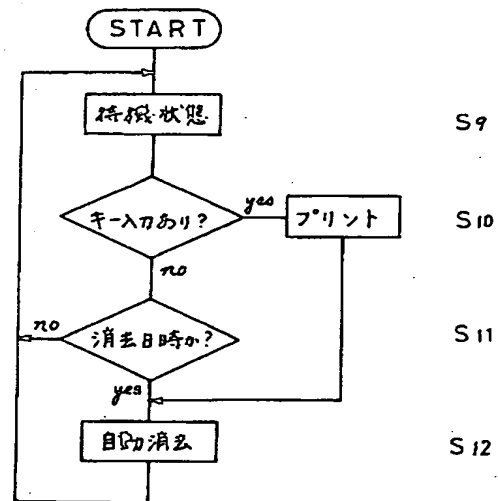 START
待機状態
S9
キー入力あり?
yes
プリント
S10
no
消去日時か?
no
S11
yes
自動消去
S12